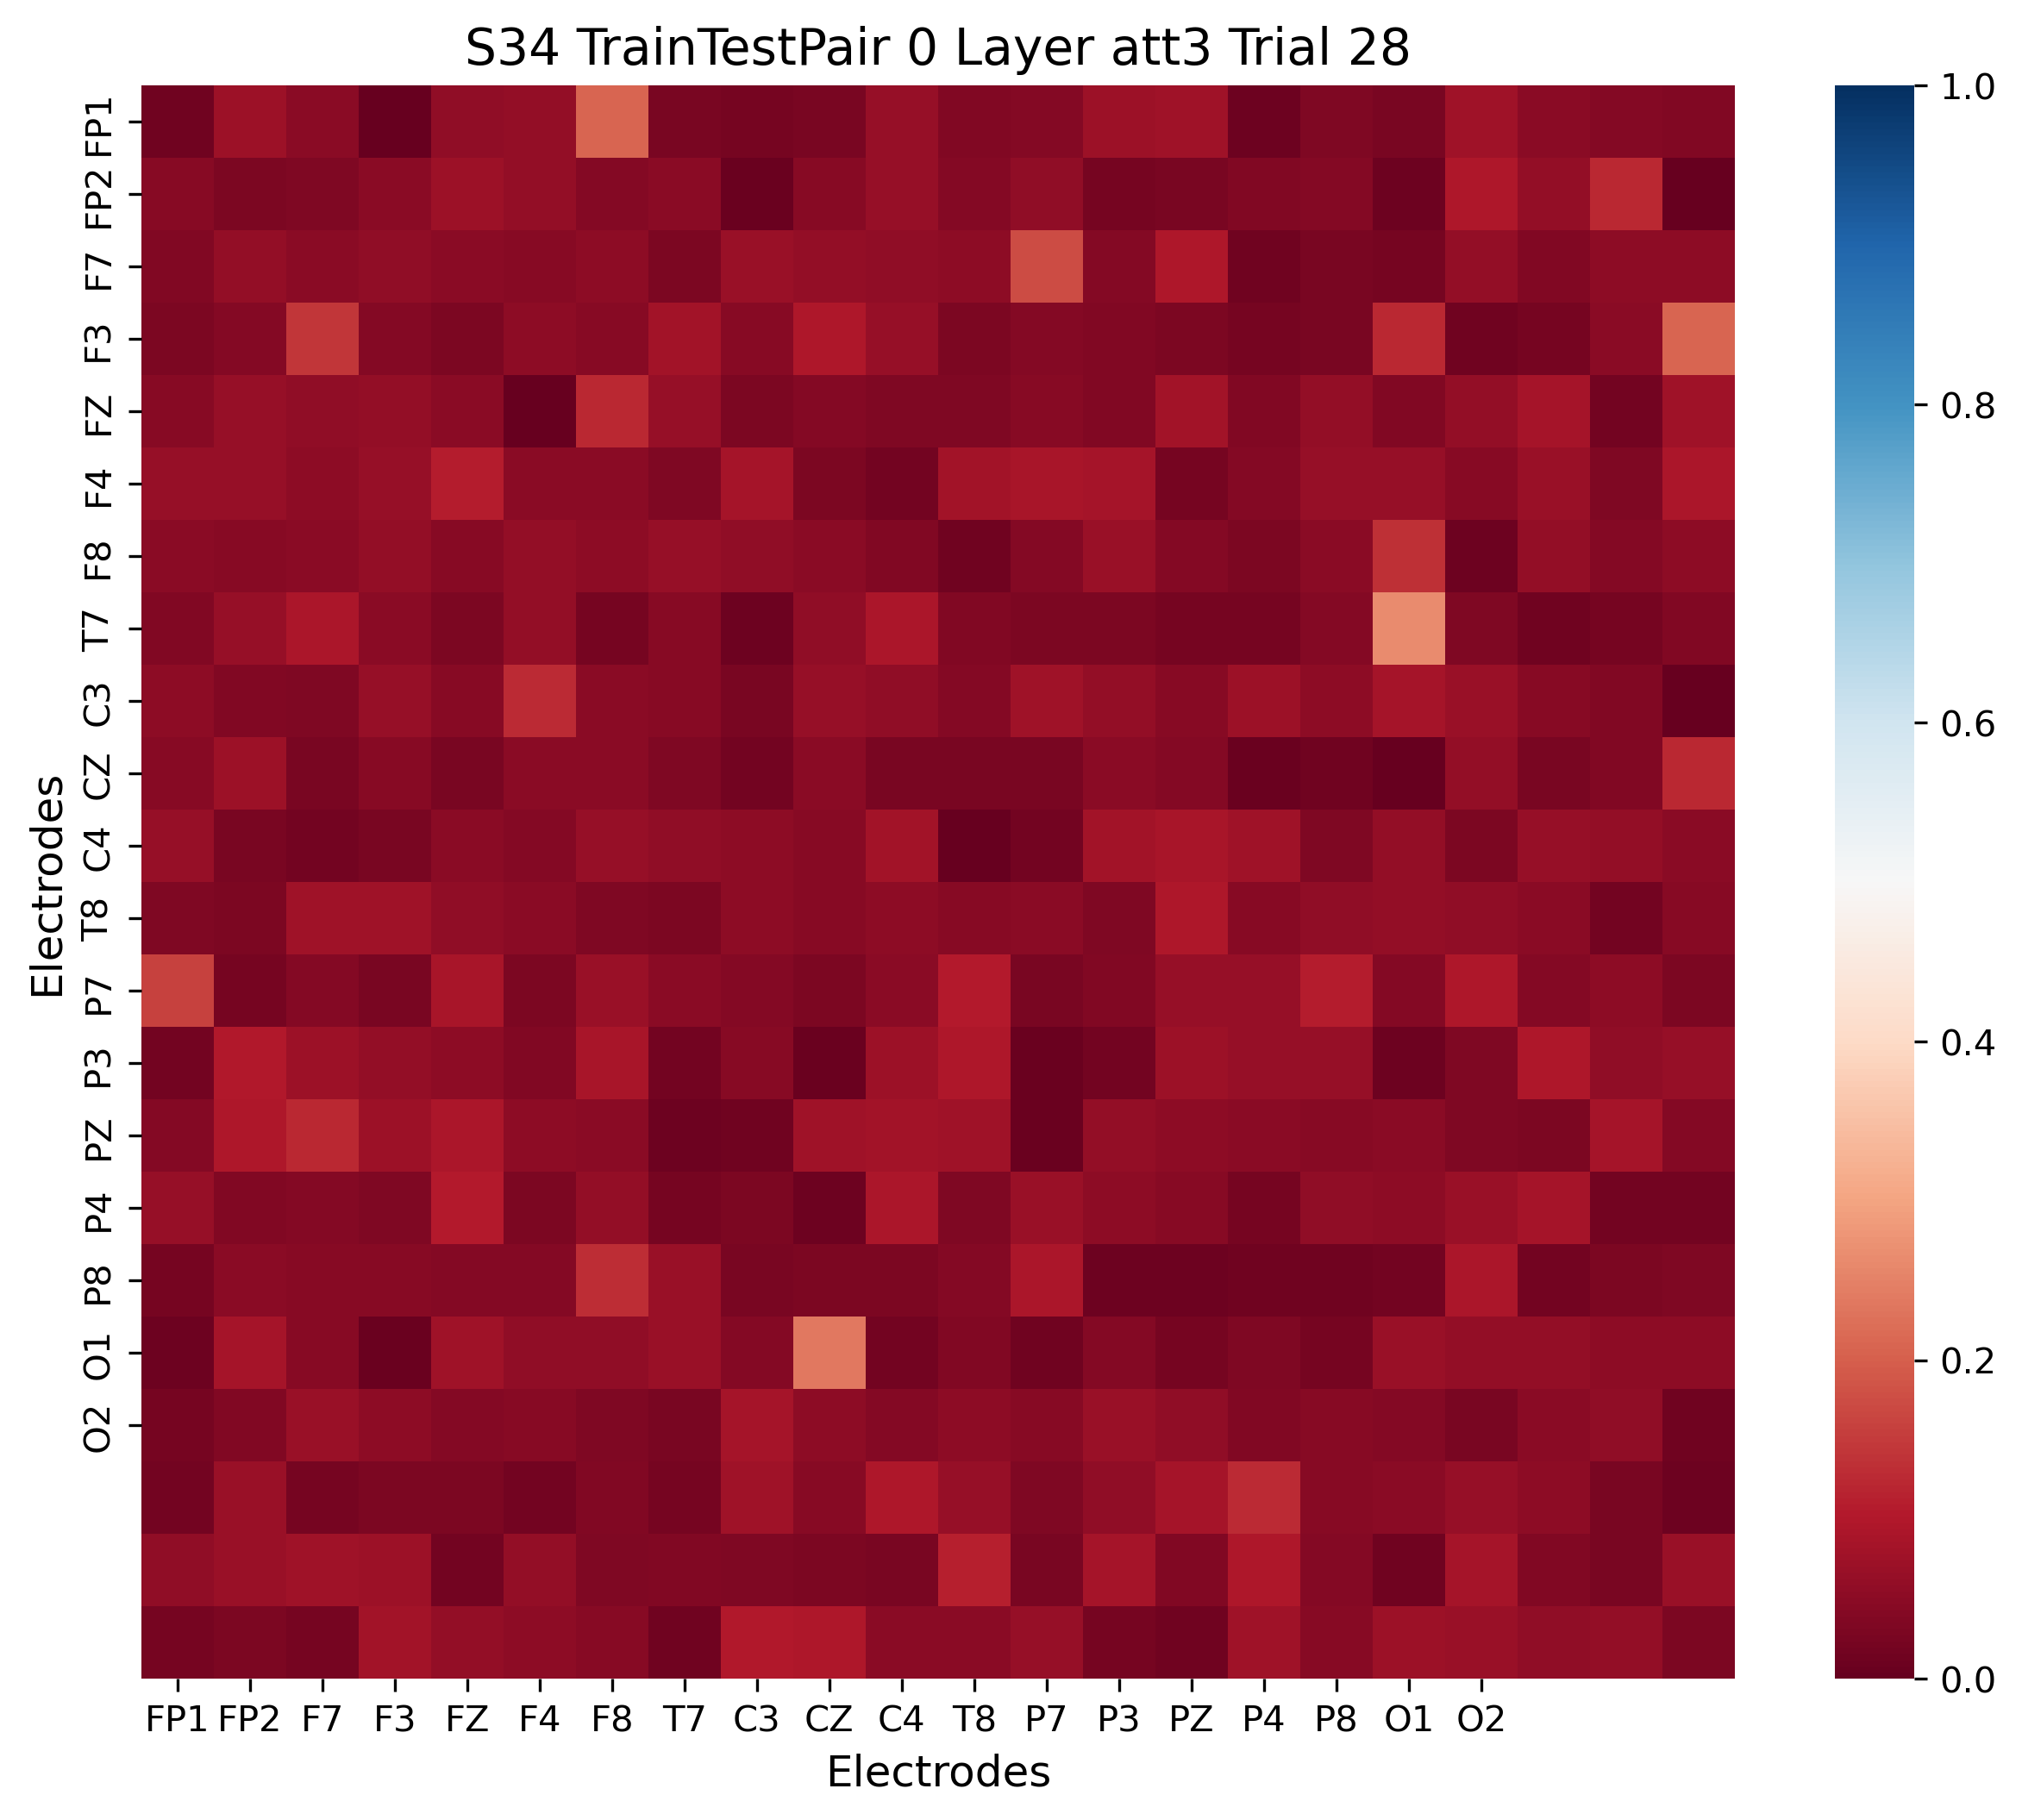 S34 TrainTestPair 0 Layer att3 Trial 28
FP1
FP2
F7
F3
FZ
F4
F8
T7
C3
CZ
C4
T8
P7
P3
PZ
P4
P8
O1
O2
Electrodes
FP1 FP2 F7 F3 FZ F4 F8 T7 C3 CZ C4 T8 P7 P3 PZ P4 P8 O1 O2
Electrodes
1.0
0.8
0.6
0.4
0.2
0.0